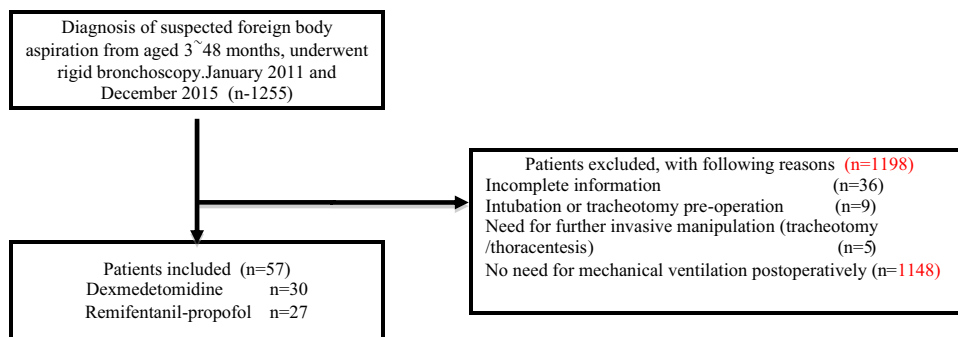 Diagnosis of suspected foreign body
aspiration from aged 3~48 months, underwent
rigid bronchoscopy.January 2011 and
December 2015 (n-1255)
Patients excluded, with following reasons (n=1198)
Incomplete information (n=36)
Intubation or tracheotomy pre-operation (n=9)
Need for further invasive manipulation (tracheotomy
/thoracentesis) (n=5)
No need for mechanical ventilation postoperatively (n=1148)
Patients included (n=57)
Dexmedetomidine n=30
Remifentanil-propofol n=27